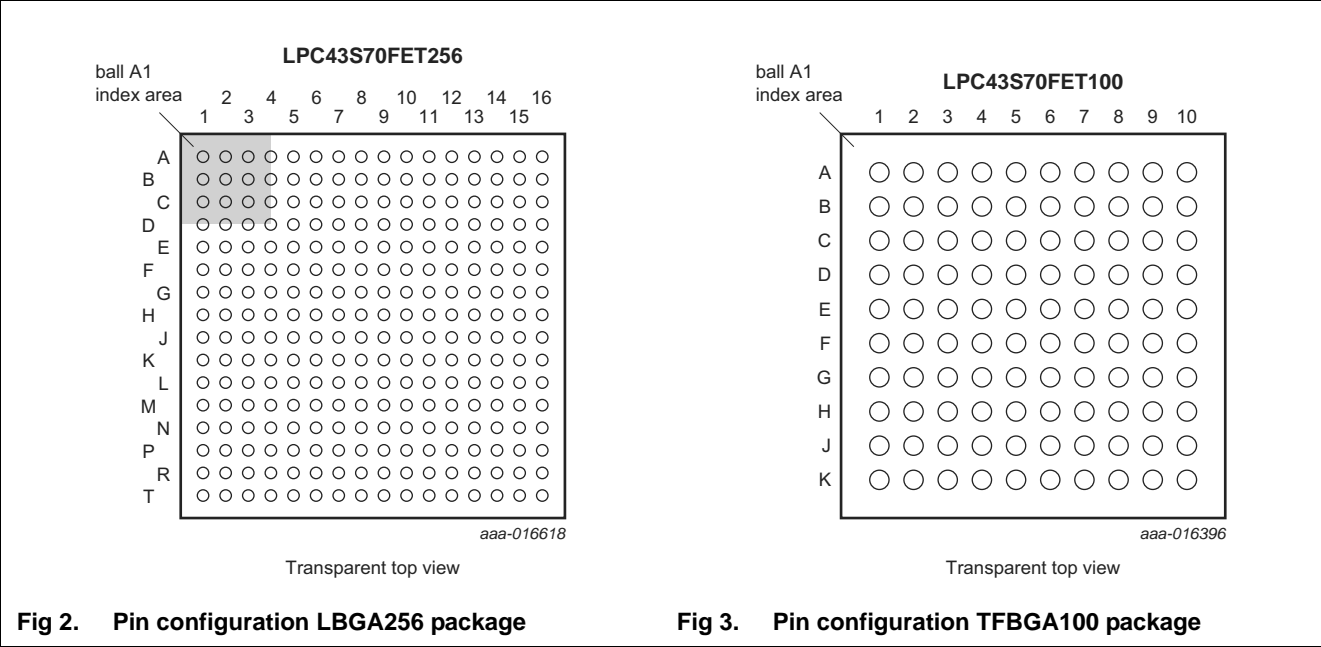 LPC43S70FET256
ball A1
index area
2 4 6 8 10 12 14 16
1 3 5 7 9 11 13 15
A
B
C
D
E
F
G
H
J
K
L
M
N
P
R
T
aaa-016618
Transparent top view
Fig 2. Pin configuration LBGA256 package
ball A1
index area
LPC43S70FET100
1 2 3 4 5 6 7 8 9 10
A
B
C
D
E
F
G
H
J
K
aaa-016396
Transparent top view
Fig 3. Pin configuration TFBGA100 package